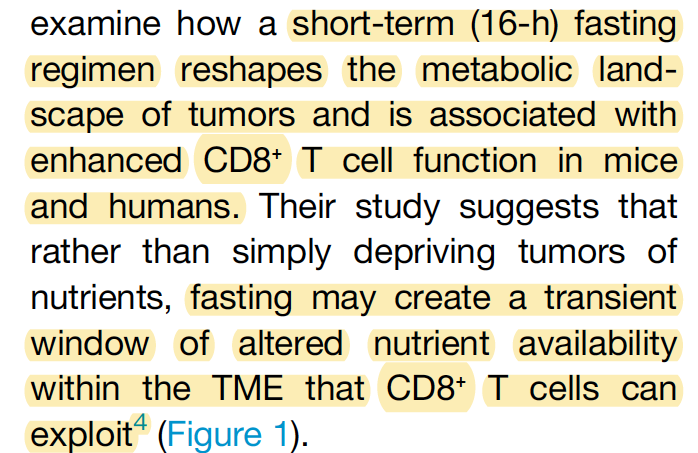 examine how a short-term (16-h) fasting
regimen reshapes the metabolic land-
scape of tumors and is associated with
enhanced CD8⁺ T cell function in mice
and humans. Their study suggests that
rather than simply depriving tumors of
nutrients, fasting may create a transient
window of altered nutrient availability
within the TME that CD8⁺ T cells can
exploit⁴ (Figure 1).